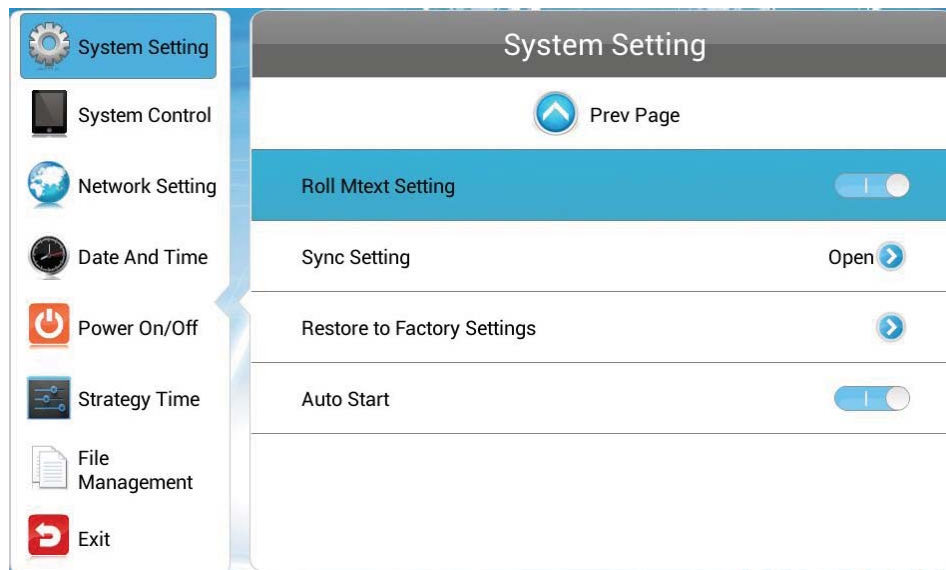 System Setting
System Control
Network Setting
Date And Time
Power On/Off
Strategy Time
File
Management
Exit
System Setting
Prev Page
Roll Mtext Setting
Sync Setting Open
Restore to Factory Settings
Auto Start